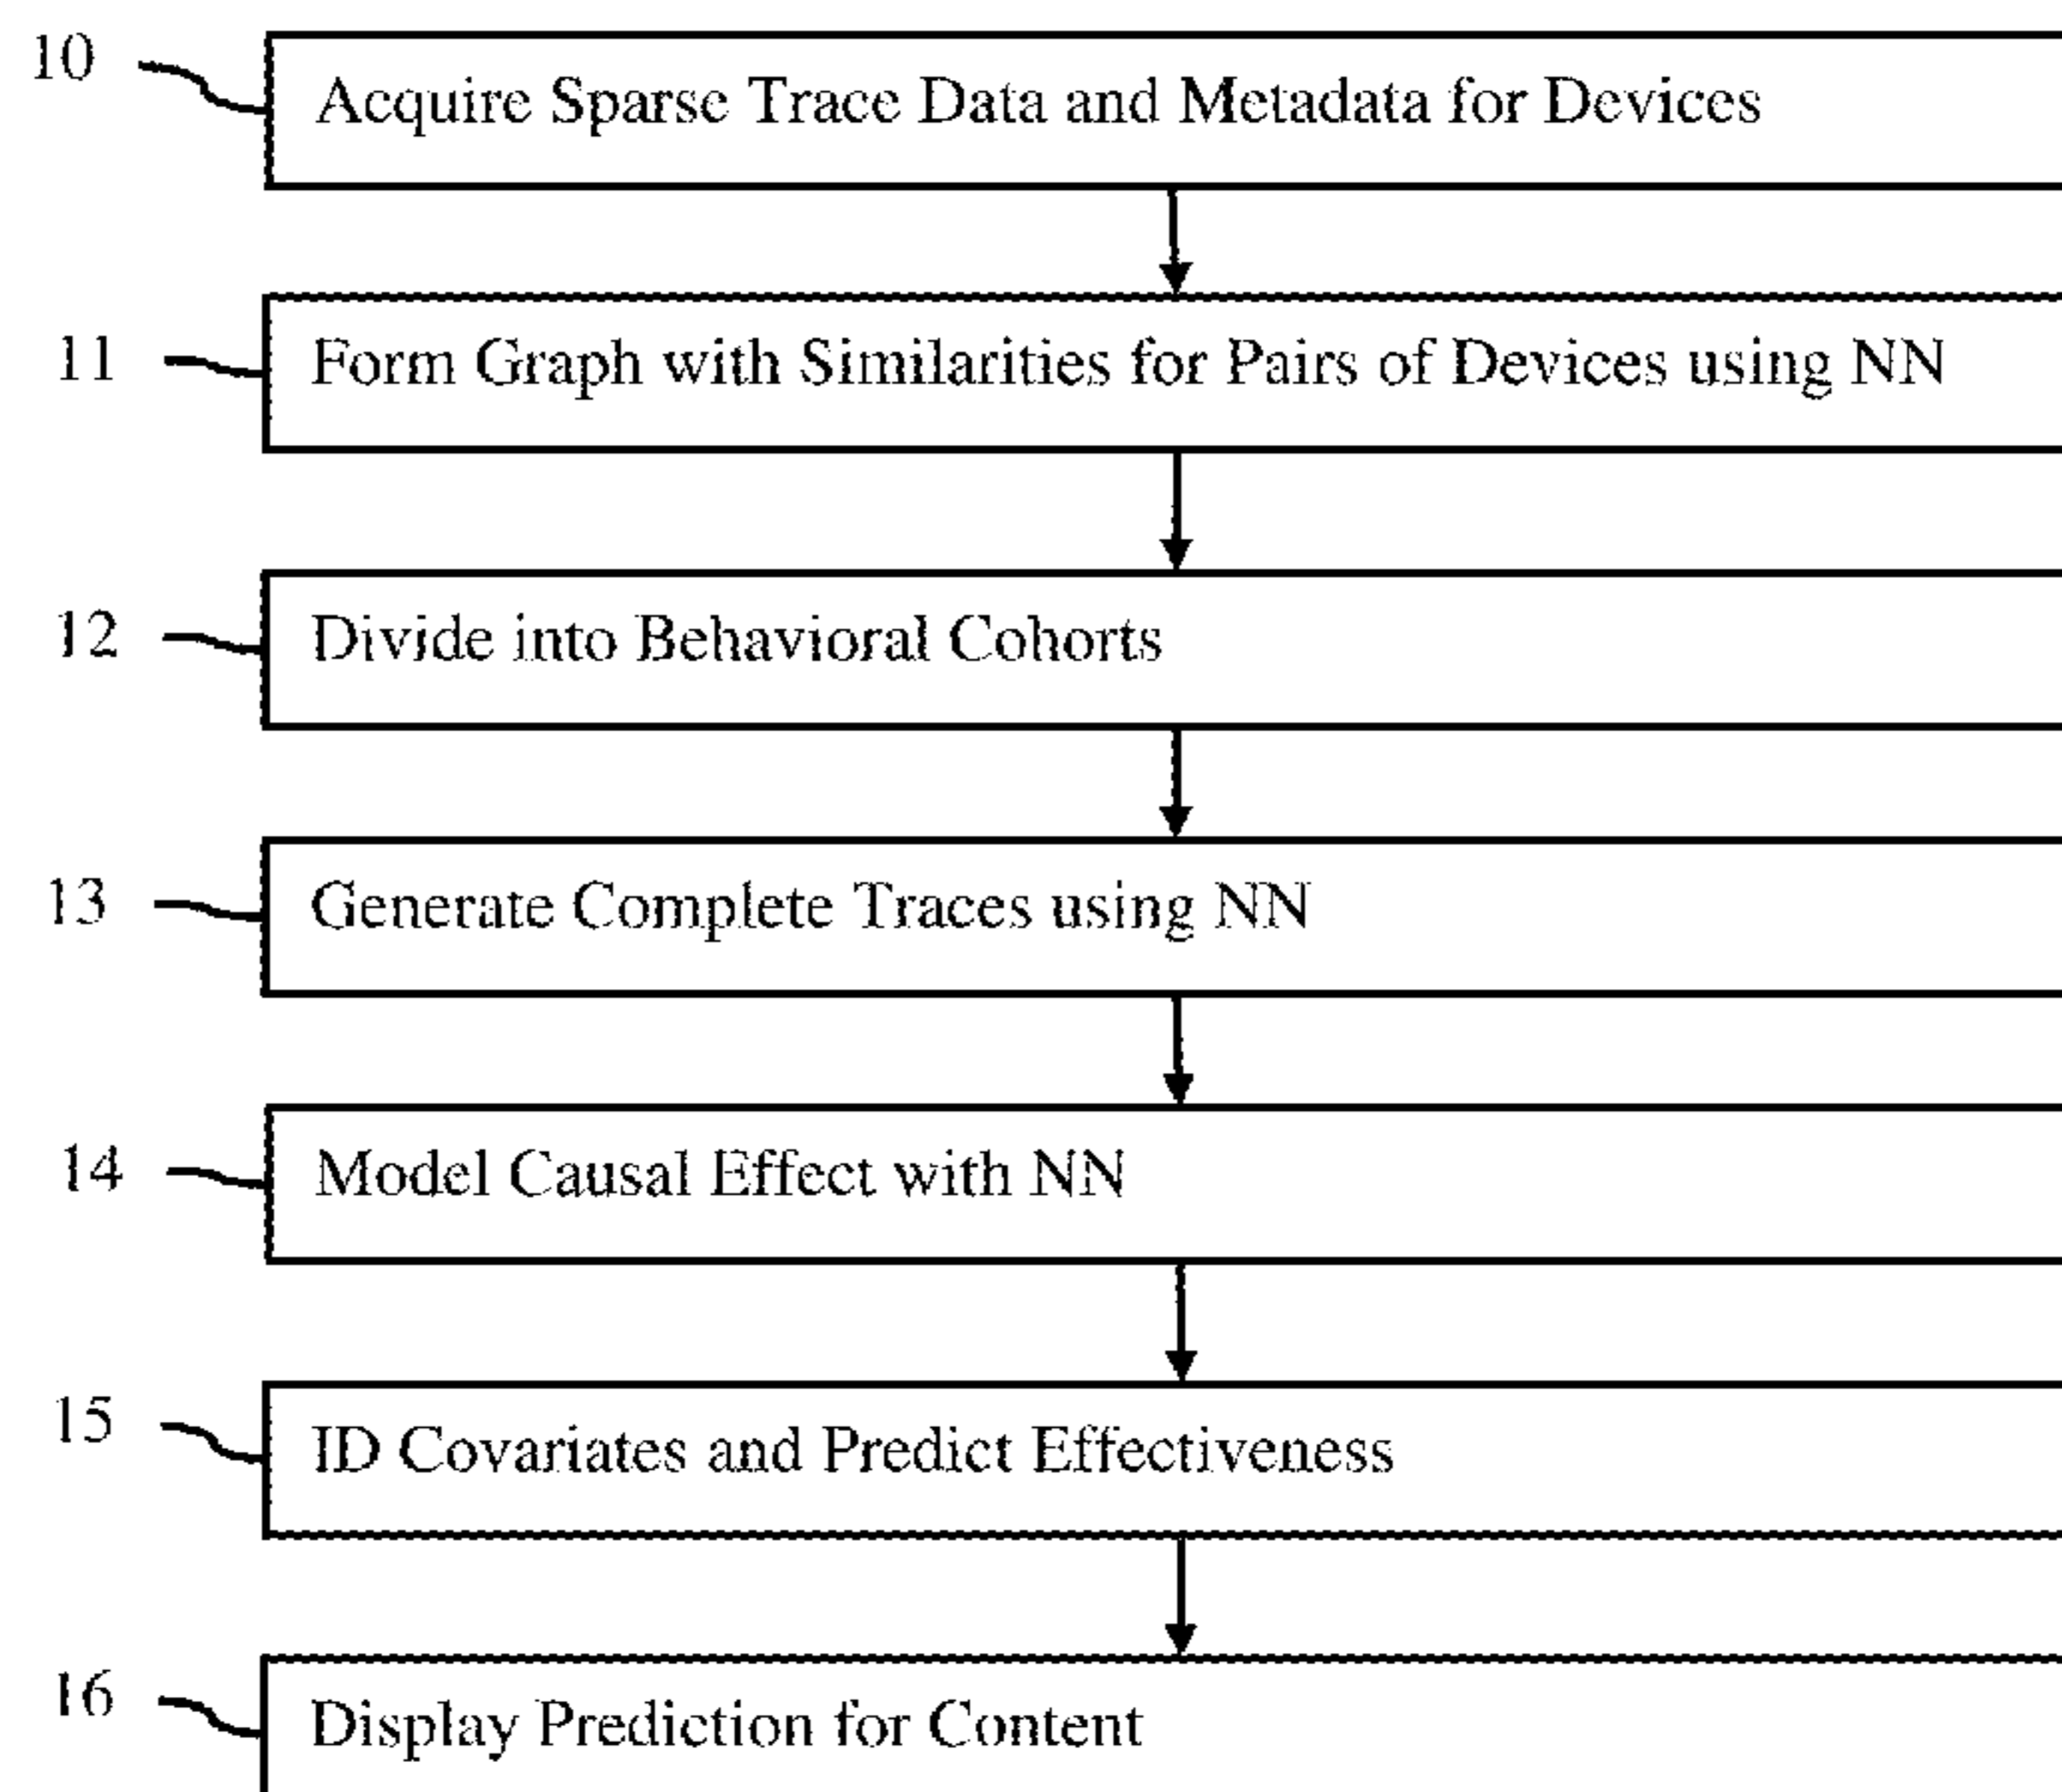 10 Acquire Sparse Trace Data and Metadata for Devices
11 Form Graph with Similarities for Pairs of Devices using NN
12 Divide into Behavioral Cohorts
13 Generate Complete Traces using NN
14 Model Causal Effect with NN
15 ID Covariates and Predict Effectiveness
16 Display Prediction for Content